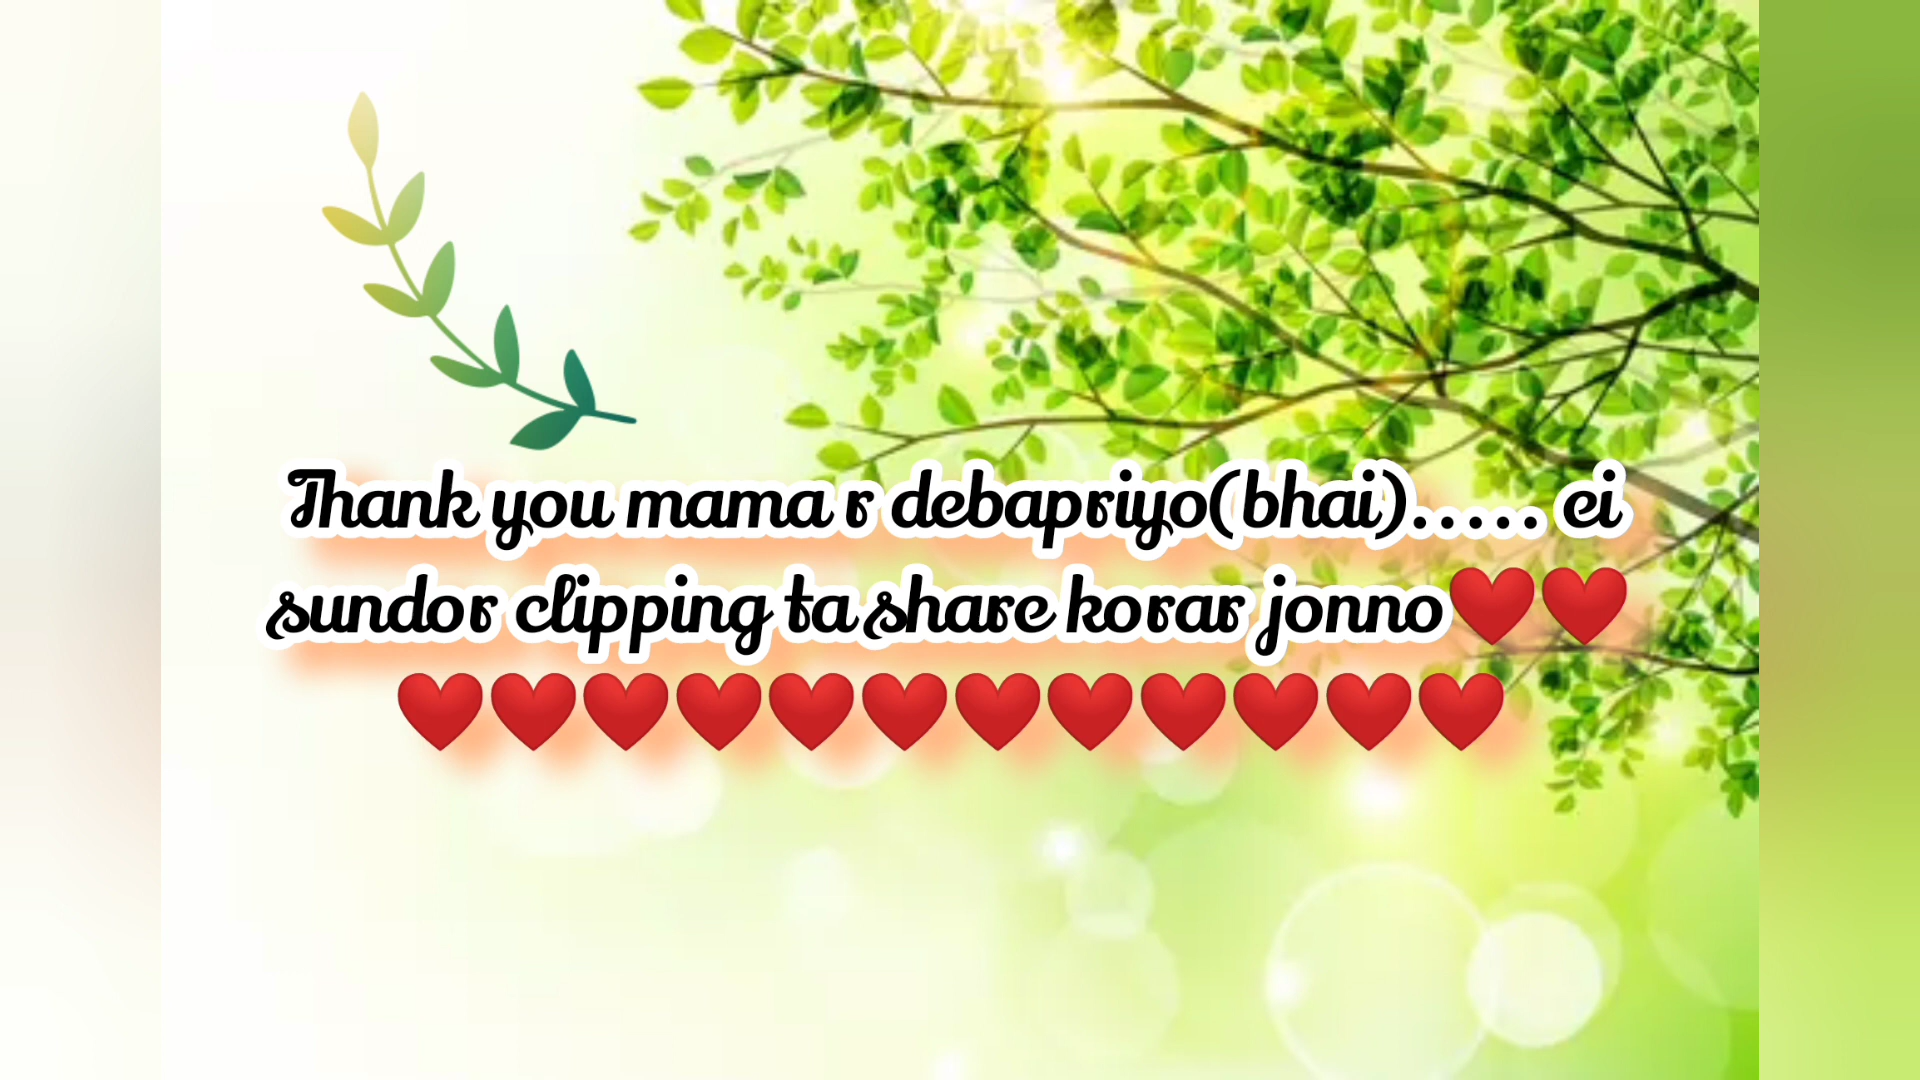 Thank you mama r debapriyo(bhai)..... ei
sundor clipping ta share korar jonno❤️❤️
❤️❤️❤️❤️❤️❤️❤️❤️❤️❤️❤️❤️